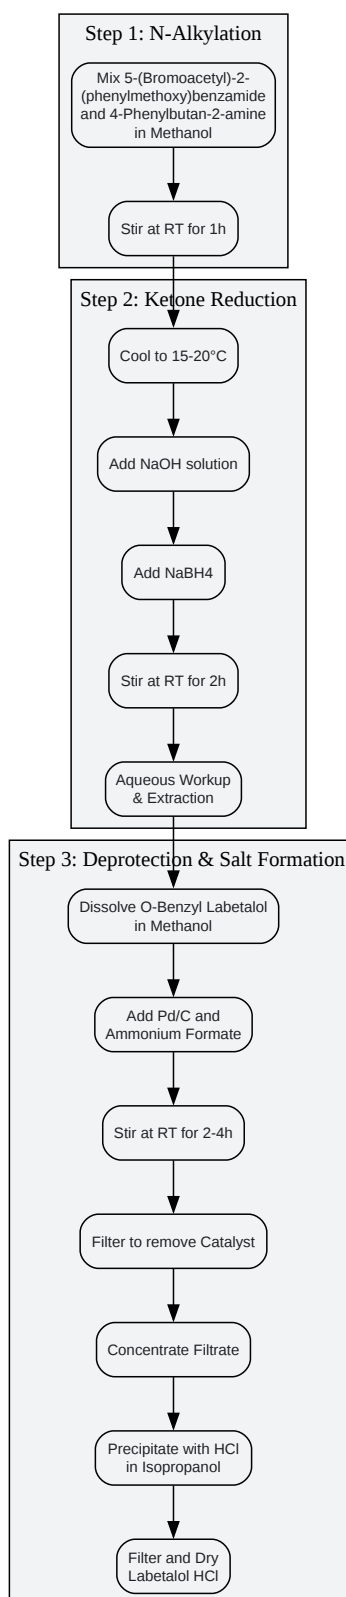 Step 1: N-Alkylation
Mix 5-(Bromoacetyl)-2-
(phenylmethoxy)benzamide
and 4-Phenylbutan-2-amine
in Methanol
Stir at RT for 1h
Step 2: Ketone Reduction
Cool to 15-20°C
Add NaOH solution
Add NaBH4
Stir at RT for 2h
Aqueous Workup
& Extraction
Step 3: Deprotection & Salt Formation
Dissolve O-Benzyl Labetalol
in Methanol
Add Pd/C and
Ammonium Formate
Stir at RT for 2-4h
Filter to remove Catalyst
Concentrate Filtrate
Precipitate with HCl
in Isopropanol
Filter and Dry
Labetalol HCl